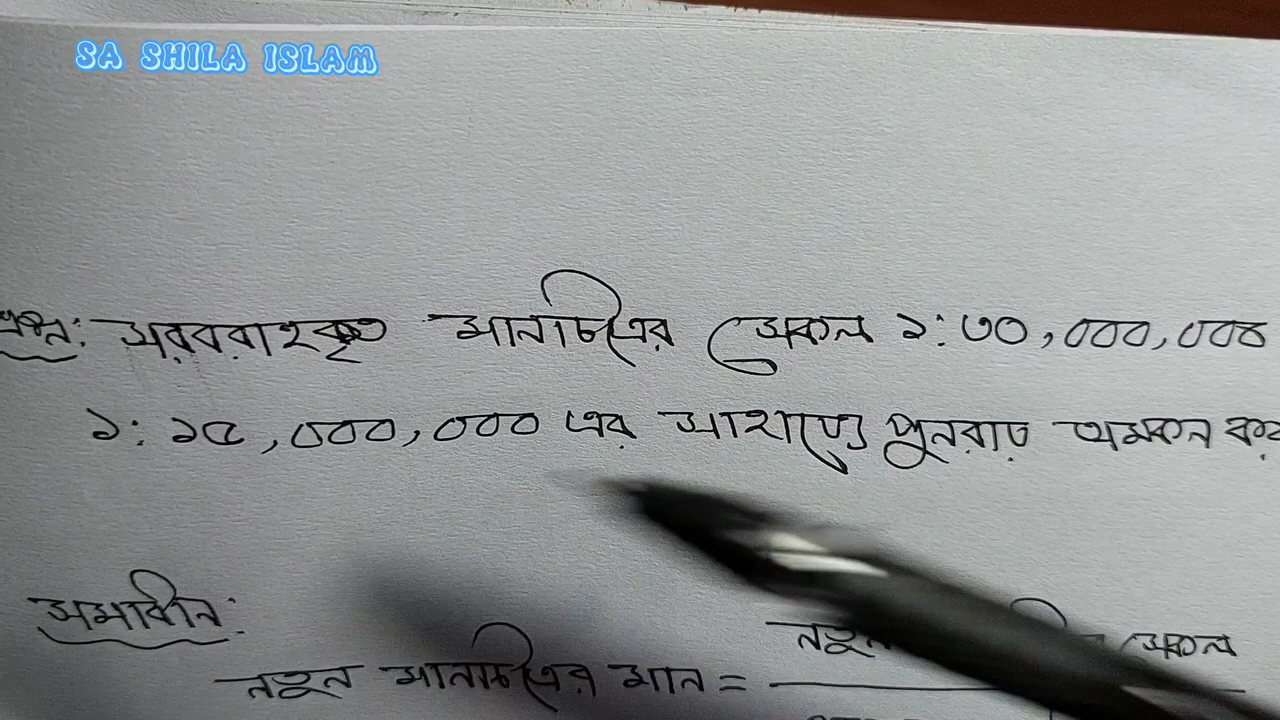 SA SHILA ISLAM
প্রশ্ন: সরবরাহকৃত মানচিত্রের স্কেল ১:৩০,০০০,০০০
১: ১৫,০০০,০০০ এর সাহায্যে পুনরায় অংকন কর
সমাধান:
নতুন স্কেল
নতুন মানচিত্রের মান =